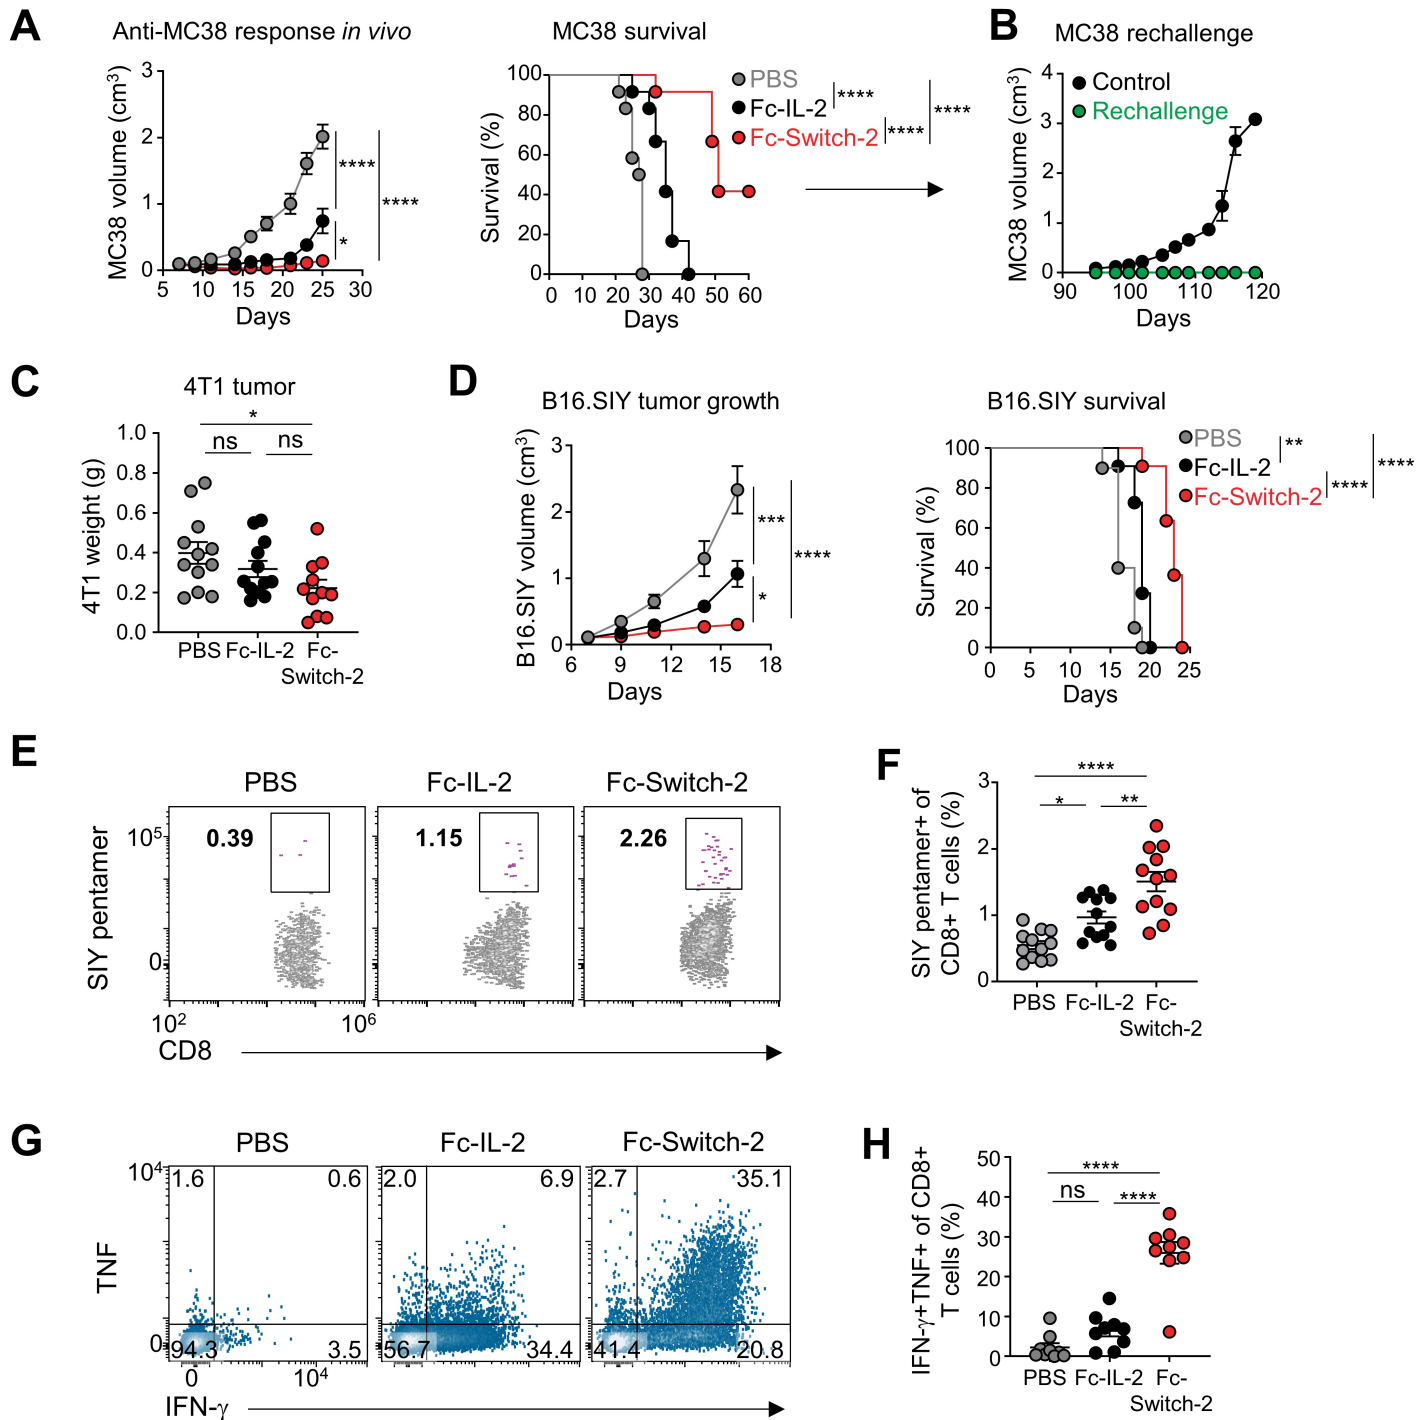 A
Anti-MC38 response in vivo
MC38 volume (cm3)
3
2
1
0
5 10 15 20 25 30
Days
****
*
****
MC38 survival
Survival (%)
100
80
60
40
20
0
0 10 20 30 40 50 60
Days
PBS
Fc-IL-2
Fc-Switch-2
****
****
****
B
MC38 rechallenge
MC38 volume (cm3)
4
3
2
1
0
90 100 110 120
Days
Control
Rechallenge
C
4T1 tumor
4T1 weight (g)
1.0
0.8
0.6
0.4
0.2
0.0
*
ns ns
PBS Fc-IL-2 Fc-
Switch-2
D
B16.SIY tumor growth
B16.SIY volume (cm3)
3
2
1
0
6 9 12 15 18
Days
***
*
****
B16.SIY survival
Survival (%)
100
80
60
40
20
0
0 5 10 15 20 25
Days
PBS
Fc-IL-2
Fc-Switch-2
**
****
****
E
PBS Fc-IL-2 Fc-Switch-2
SIY pentamer
105
0
0.39 1.15 2.26
102 106
CD8
F
SIY pentamer+ of
CD8+ T cells (%)
3
2
1
0
****
* **
PBS Fc-IL-2 Fc-
Switch-2
G
PBS Fc-IL-2 Fc-Switch-2
TNF
104
0
1.6 0.6 2.0 6.9 2.7 35.1
94.3 3.5 56.7 34.4 41.4 20.8
0 104
IFN-γ
H
IFN-γ+TNF+ of CD8+
T cells (%)
50
40
30
20
10
0
****
ns ****
PBS Fc-IL-2 Fc-
Switch-2